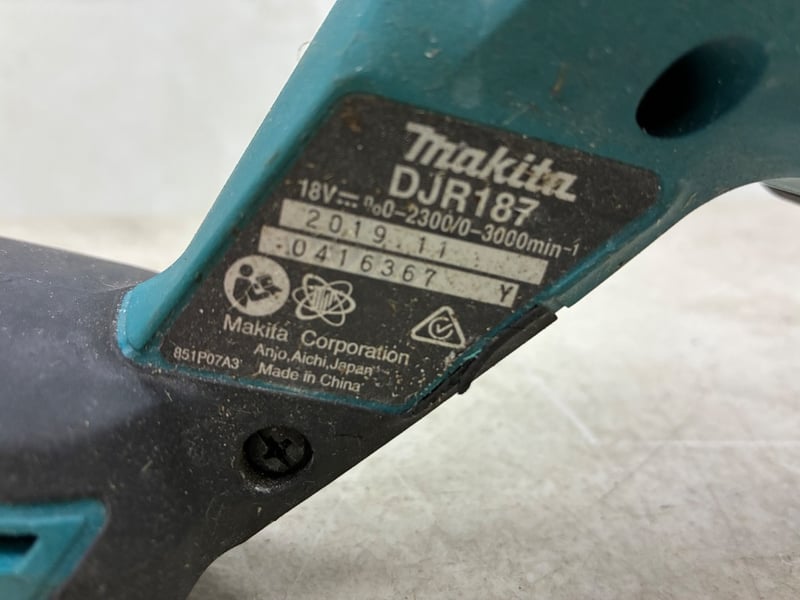 makita
DJR187
18V⎓ n₀0-2300/0-3000min⁻¹
2019.11
0416367 Y
Makita Corporation
Anjo, Aichi, Japan
851P07A3 Made in China